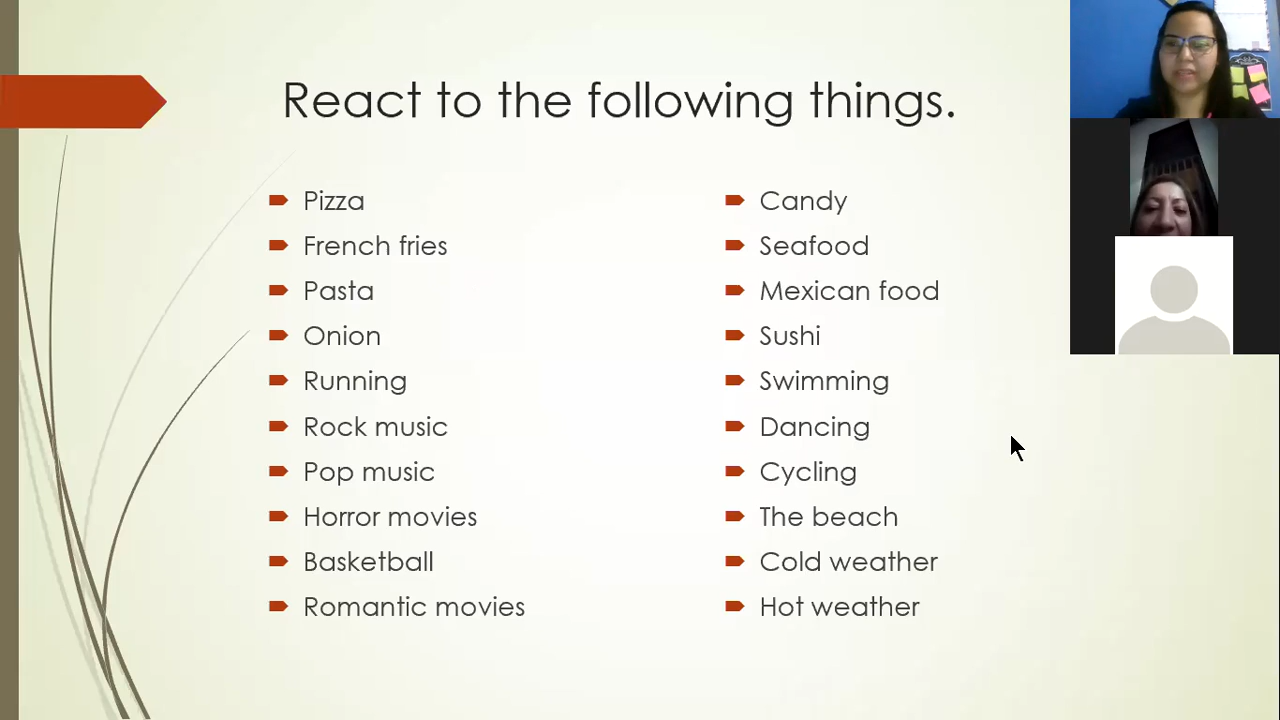 React to the following things.
Pizza
French fries
Pasta
Onion
Running
Rock music
Pop music
Horror movies
Basketball
Romantic movies
Candy
Seafood
Mexican food
Sushi
Swimming
Dancing
Cycling
The beach
Cold weather
Hot weather